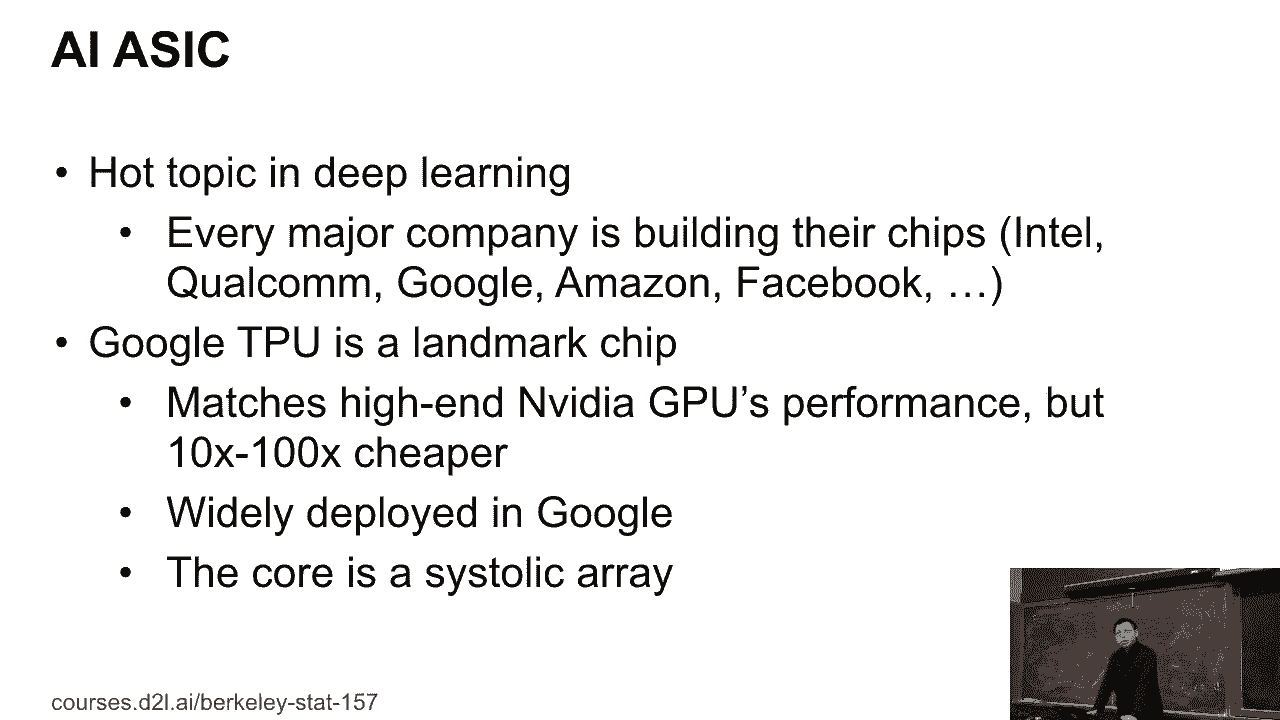 AI ASIC
• Hot topic in deep learning
• Every major company is building their chips (Intel,
Qualcomm, Google, Amazon, Facebook, …)
• Google TPU is a landmark chip
• Matches high-end Nvidia GPU’s performance, but
10x-100x cheaper
• Widely deployed in Google
• The core is a systolic array
courses.d2l.ai/berkeley-stat-157